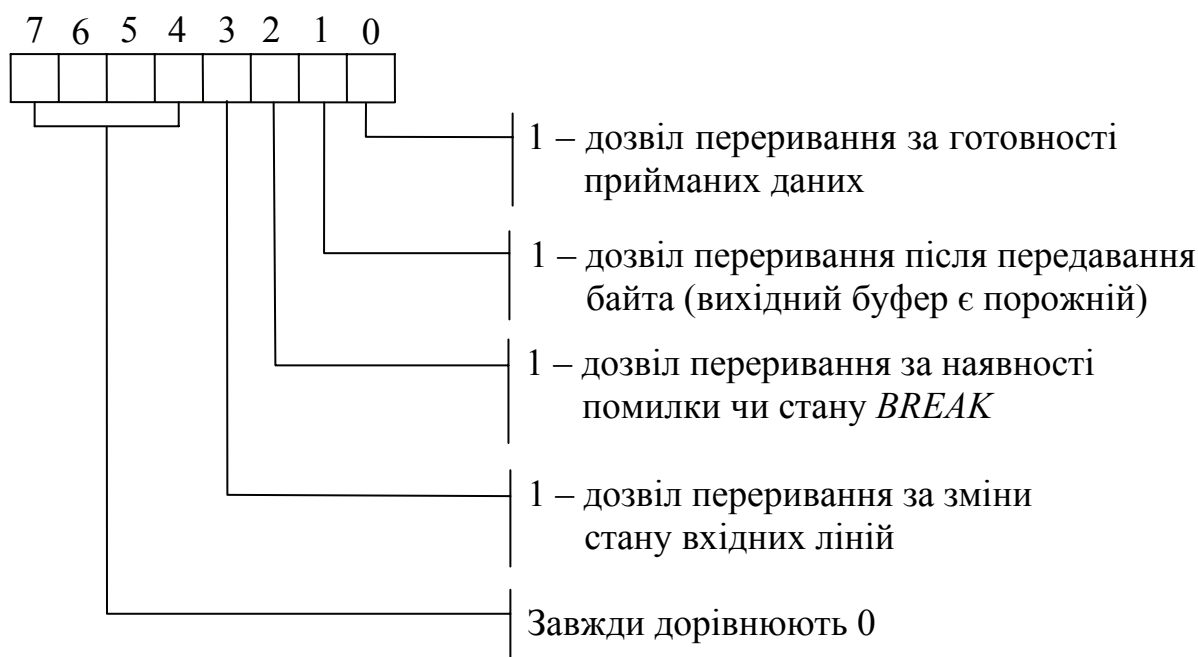 7 6 5 4 3 2 1 0
1 – дозвіл переривання за готовності
прийманих даних
1 – дозвіл переривання після передавання
байта (вихідний буфер є порожній)
1 – дозвіл переривання за наявності
помилки чи стану BREAK
1 – дозвіл переривання за зміни
стану вхідних ліній
Завжди дорівнюють 0